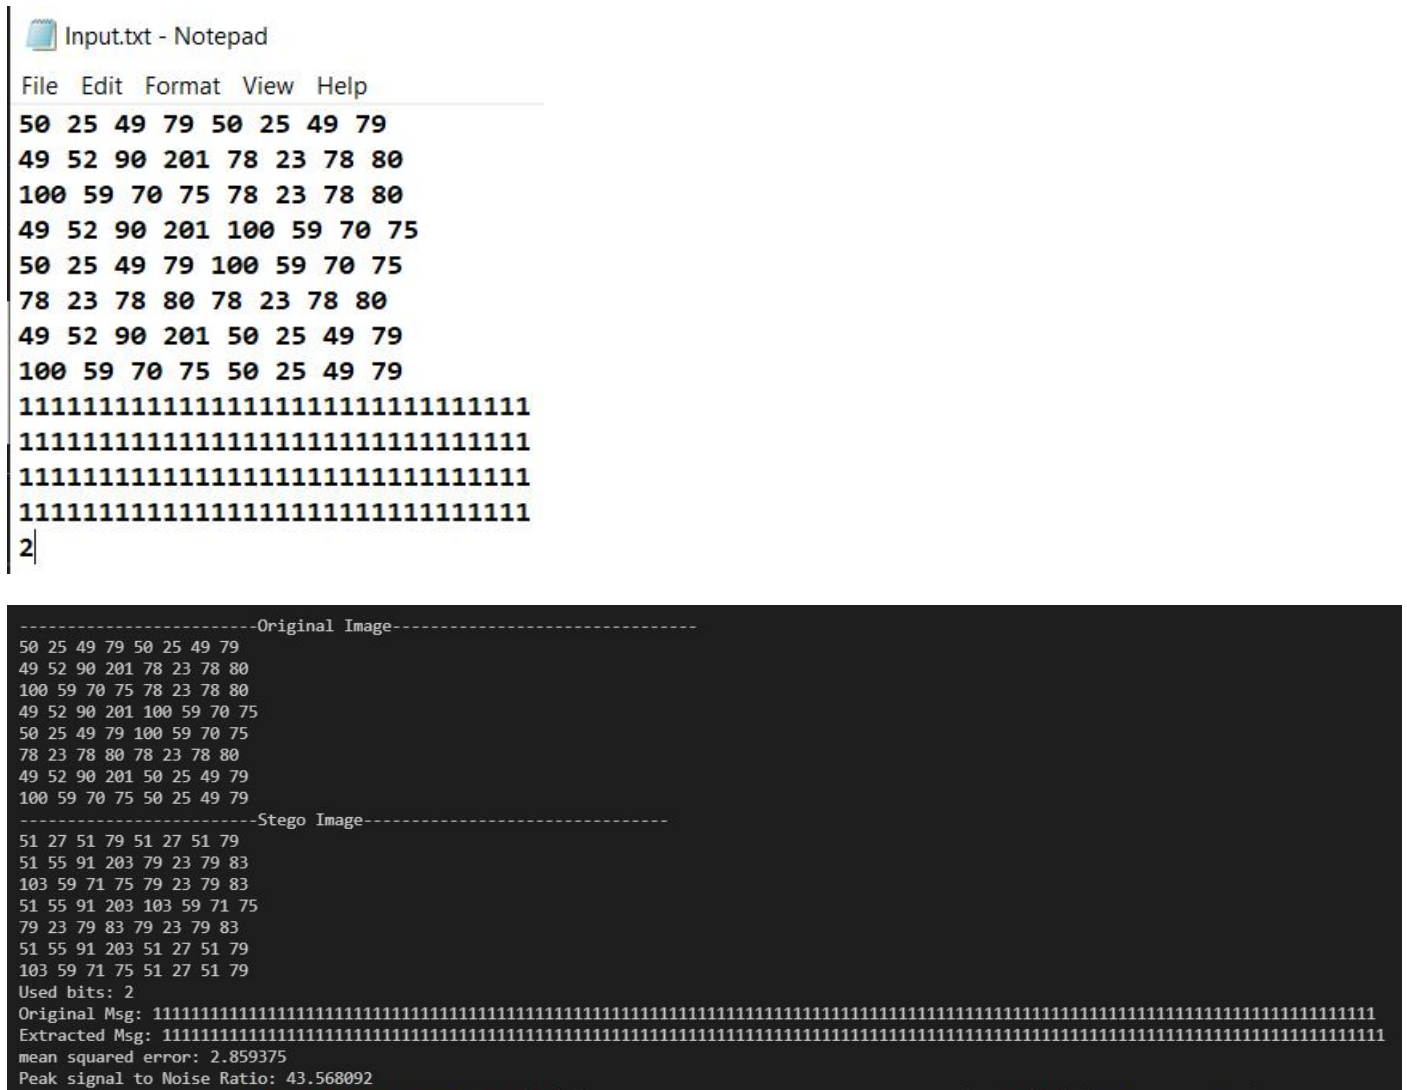 Input.txt - Notepad
File Edit Format View Help
50 25 49 79 50 25 49 79
49 52 90 201 78 23 78 80
100 59 70 75 78 23 78 80
49 52 90 201 100 59 70 75
50 25 49 79 100 59 70 75
78 23 78 80 78 23 78 80
49 52 90 201 50 25 49 79
100 59 70 75 50 25 49 79
11111111111111111111111111111111
11111111111111111111111111111111
11111111111111111111111111111111
11111111111111111111111111111111
2
-------------------------Original Image--------------------------------
50 25 49 79 50 25 49 79
49 52 90 201 78 23 78 80
100 59 70 75 78 23 78 80
49 52 90 201 100 59 70 75
50 25 49 79 100 59 70 75
78 23 78 80 78 23 78 80
49 52 90 201 50 25 49 79
100 59 70 75 50 25 49 79
-------------------------Stego Image--------------------------------
51 27 51 79 51 27 51 79
51 55 91 203 79 23 79 83
103 59 71 75 79 23 79 83
51 55 91 203 103 59 71 75
79 23 79 83 79 23 79 83
51 55 91 203 51 27 51 79
103 59 71 75 51 27 51 79
Used bits: 2
Original Msg: 11111111111111111111111111111111111111111111111111111111111111111111111111111111111111111111111111111111111111111111111111111111
Extracted Msg: 11111111111111111111111111111111111111111111111111111111111111111111111111111111111111111111111111111111111111111111111111111111
mean squared error: 2.859375
Peak signal to Noise Ratio: 43.568092